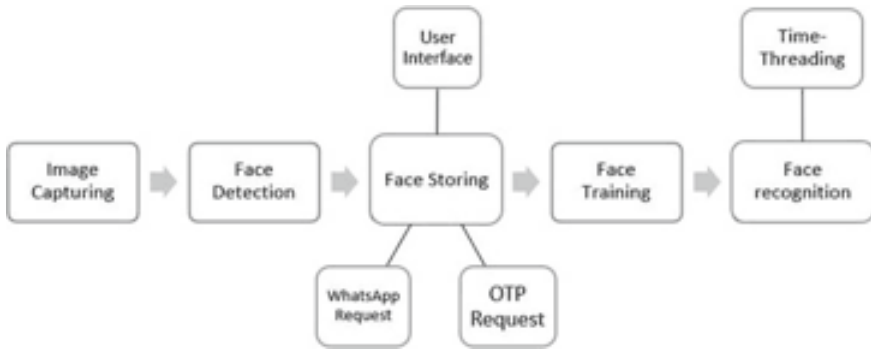 User
Interface
Time-
Threading
Image
Capturing
Face
Detection
Face Storing
Face
Training
Face
recognition
WhatsApp
Request
OTP
Request